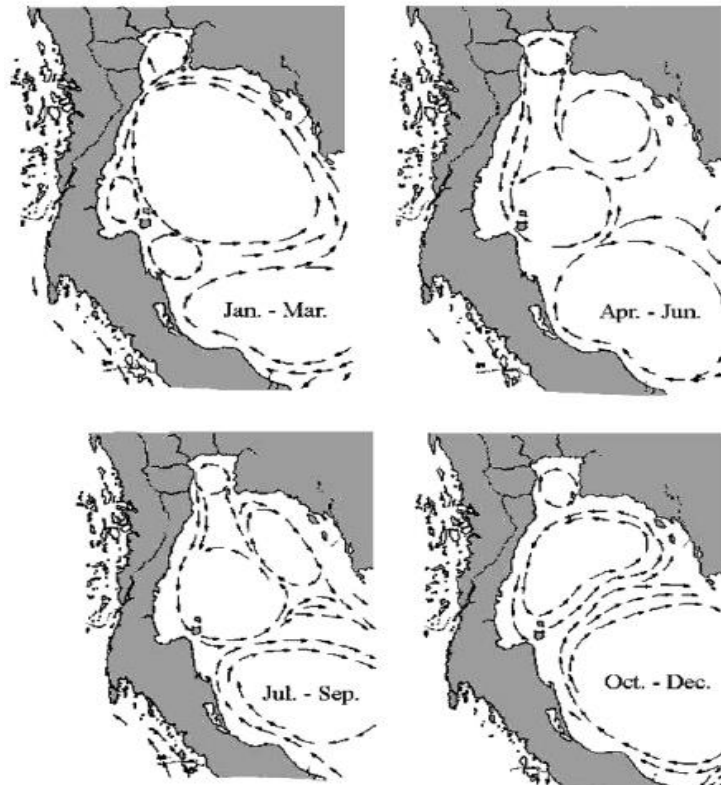 Jan. - Mar.
Apr. - Jun.
Jul. - Sep.
Oct. - Dec.